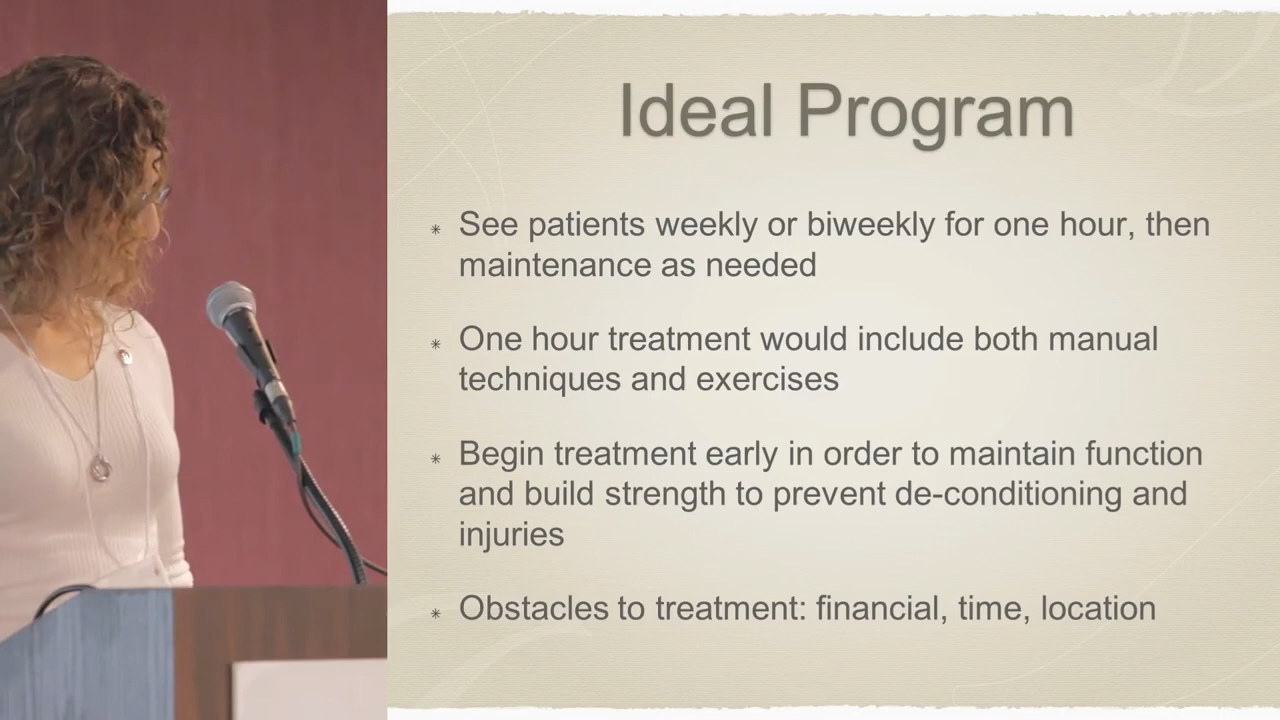 Ideal Program
See patients weekly or biweekly for one hour, then
maintenance as needed
One hour treatment would include both manual
techniques and exercises
Begin treatment early in order to maintain function
and build strength to prevent de-conditioning and
injuries
Obstacles to treatment: financial, time, location